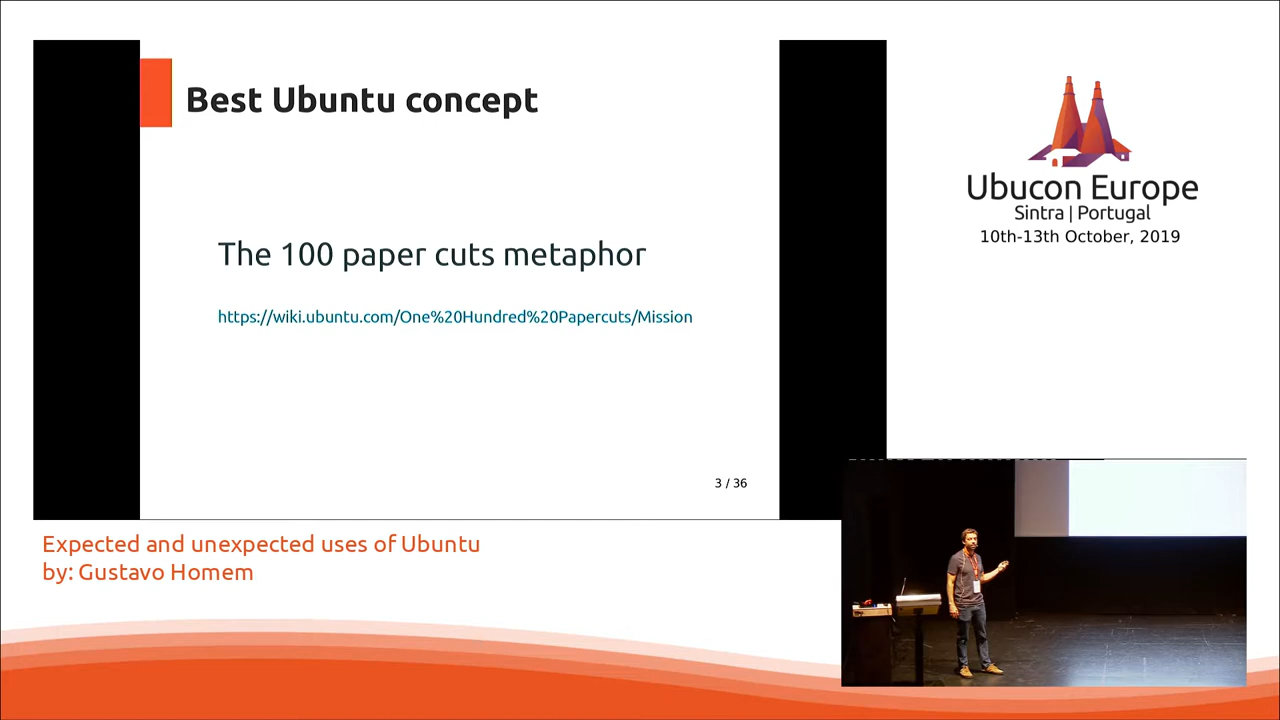 Best Ubuntu concept
The 100 paper cuts metaphor
https://wiki.ubuntu.com/One%20Hundred%20Papercuts/Mission
3 / 36
Ubucon Europe
Sintra | Portugal
10th-13th October, 2019
Expected and unexpected uses of Ubuntu
by: Gustavo Homem